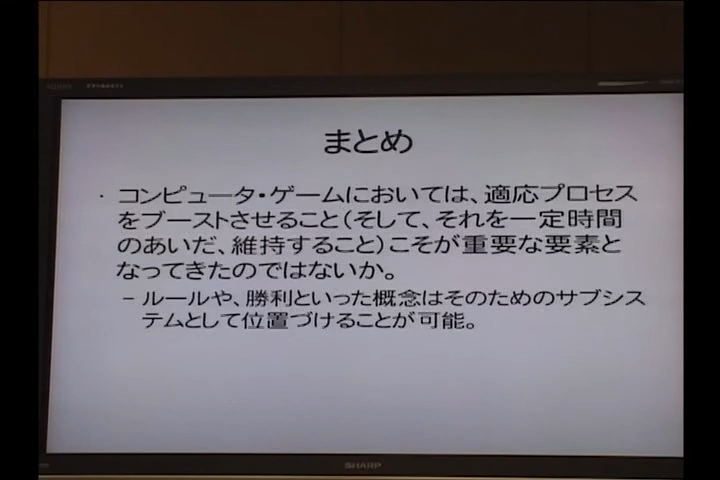 まとめ
・コンピュータ・ゲームにおいては、適応プロセス
をブーストさせること(そして、それを一定時間
のあいだ、維持すること)こそが重要な要素と
なってきたのではないか。
－ルールや、勝利といった概念はそのためのサブシス
テムとして位置づけることが可能。
SHARP